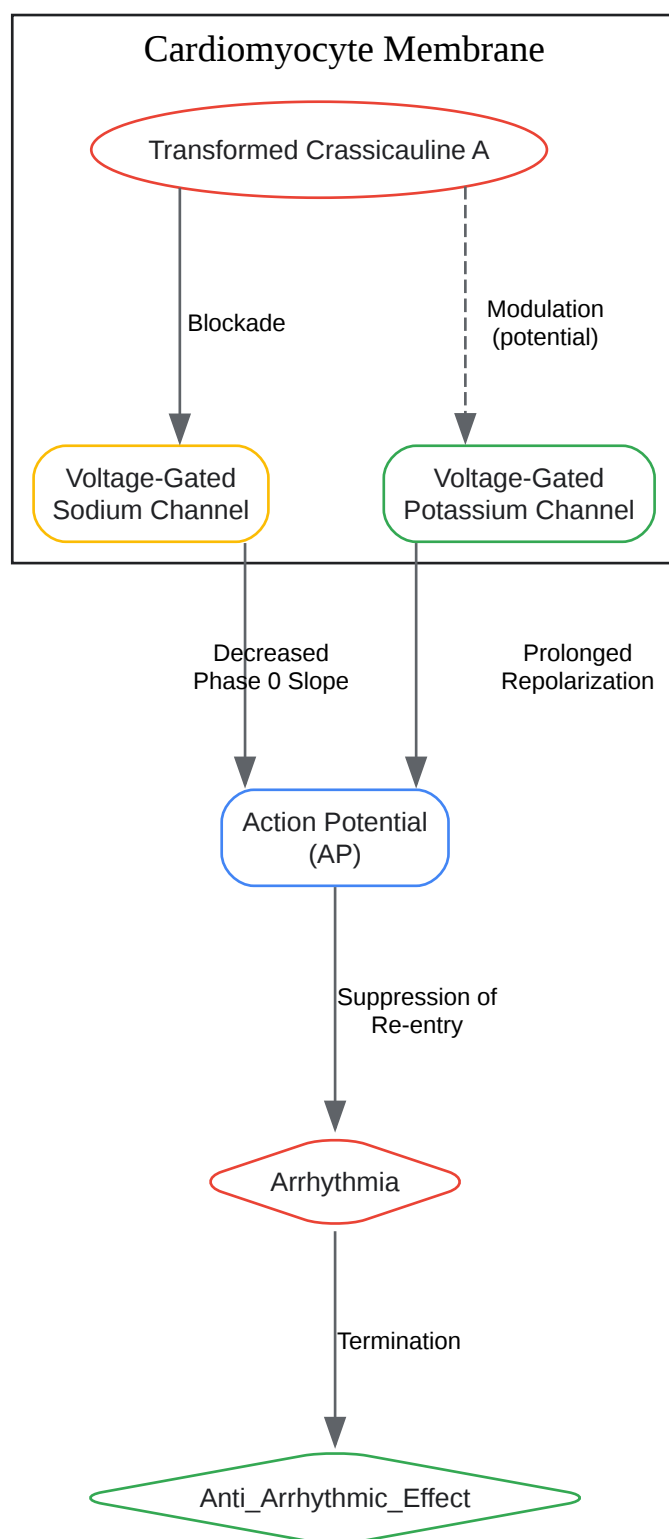 Cardiomyocyte Membrane
Transformed Crassicauline A
Blockade
Modulation
(potential)
Voltage-Gated
Sodium Channel
Voltage-Gated
Potassium Channel
Decreased
Phase 0 Slope
Prolonged
Repolarization
Action Potential
(AP)
Suppression of
Re-entry
Arrhythmia
Termination
Anti_Arrhythmic_Effect